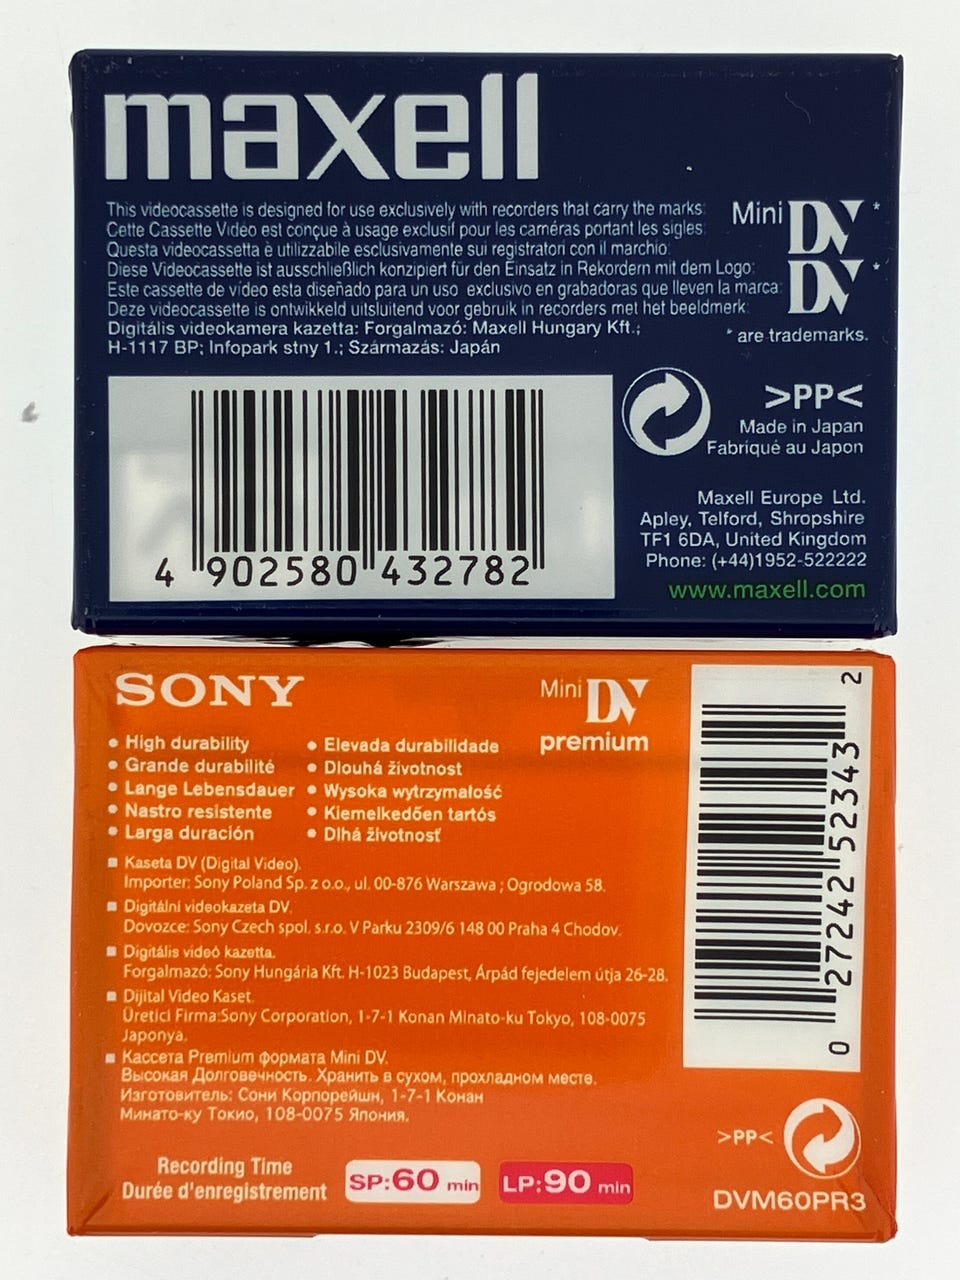 maxell
This videocassette is designed for use exclusively with recorders that carry the marks:
Cette Cassette Vidéo est conçue à usage exclusif pour les caméras portant les sigles:
Questa videocassetta è utilizzabile esclusivamente sui registratori con il marchio:
Diese Videocassette ist ausschließlich konzipiert für den Einsatz in Rekordern mit dem Logo:
Este cassette de vídeo esta diseñado para un uso exclusivo en grabadoras que lleven la marca:
Deze videocassette is ontwikkeld uitsluitend voor gebruik in recorders met het beeldmerk:
Digitális videokamera kazetta: Forgalmazó: Maxell Hungary Kft.;
H-1117 BP; Infopark stny 1.; Származás: Japán
Mini DV *
DV *
* are trademarks.
4 902580 432782
>PP<
Made in Japan
Fabriqué au Japon
Maxell Europe Ltd.
Apley, Telford, Shropshire
TF1 6DA, United Kingdom
Phone: (+44)1952-522222
www.maxell.com
SONY
Mini DV
premium
• High durability
• Grande durabilité
• Lange Lebensdauer
• Nastro resistente
• Larga duración
• Elevada durabilidade
• Dlouhá životnost
• Wysoka wytrzymałość
• Kiemelkedően tartós
• Dlhá životnosť
Kaseta DV (Digital Video).
Importer: Sony Poland Sp. z o.o., ul. 00-876 Warszawa ; Ogrodowa 58.
Digitální videokazeta DV.
Dovozce: Sony Czech spol. s.r.o. V Parku 2309/6 148 00 Praha 4 Chodov.
Digitális videó kazetta.
Forgalmazó: Sony Hungária Kft. H-1023 Budapest, Árpád fejedelem útja 26-28.
Dijital Video Kaset.
Üretici Firma:Sony Corporation, 1-7-1 Konan Minato-ku Tokyo, 108-0075
Japonya.
Кассета Premium формата Mini DV.
Высокая Долговечность. Хранить в сухом, прохладном месте.
Изготовитель: Сони Корпорейшн, 1-7-1 Конан
Минато-ку Токио, 108-0075 Япония.
Recording Time
Durée d'enregistrement
SP:60 min
LP:90 min
0 27242 52343 2
>PP<
DVM60PR3